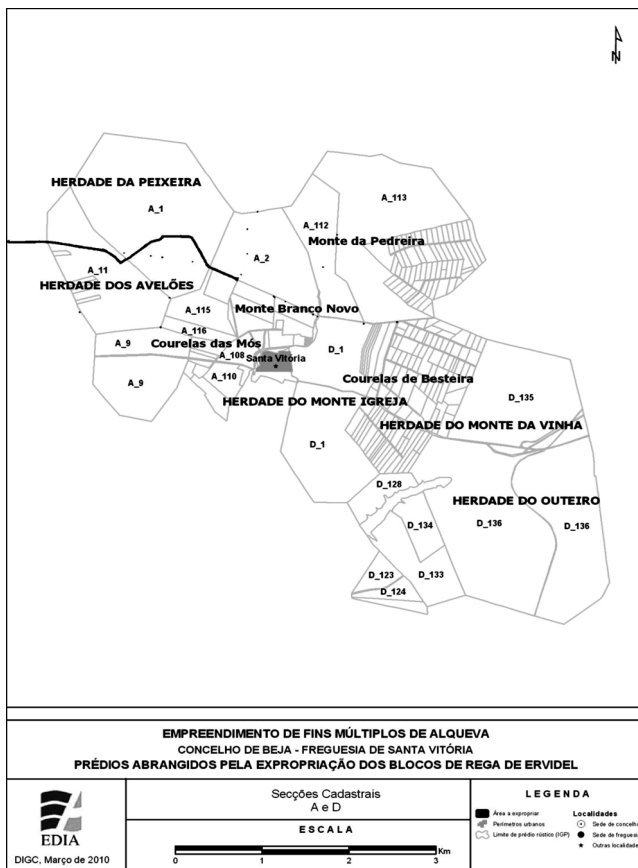 N
HERDADE DA PEIXEIRA
A_1
A_113
A_112
Monte da Pedreira
A_2
A_11
HERDADE DOS AVELÕES
A_115
Monte Branco Novo
A_116
A_9
Courelas das Mós
A_108
Santa Vitória
D_1
A_9
A_110
Courelas de Besteira
HERDADE DO MONTE IGREJA
D_135
HERDADE DO MONTE DA VINHA
D_1
D_128
HERDADE DO OUTEIRO
D_134
D_136
D_136
D_123
D_133
D_124
EMPREENDIMENTO DE FINS MÚLTIPLOS DE ALQUEVA
CONCELHO DE BEJA - FREGUESIA DE SANTA VITÓRIA
PRÉDIOS ABRANGIDOS PELA EXPROPRIAÇÃO DOS BLOCOS DE REGA DE ERVIDEL
EDIA
DIGC, Março de 2010
Secções Cadastrais
A e D
ESCALA
Km
0 1 2 3
LEGENDA
Área a expropriar
Perímetros urbanos
Limite de prédio rústico (IGP)
Localidades
Sede de concelho
Sede de freguesia
Outras localidade